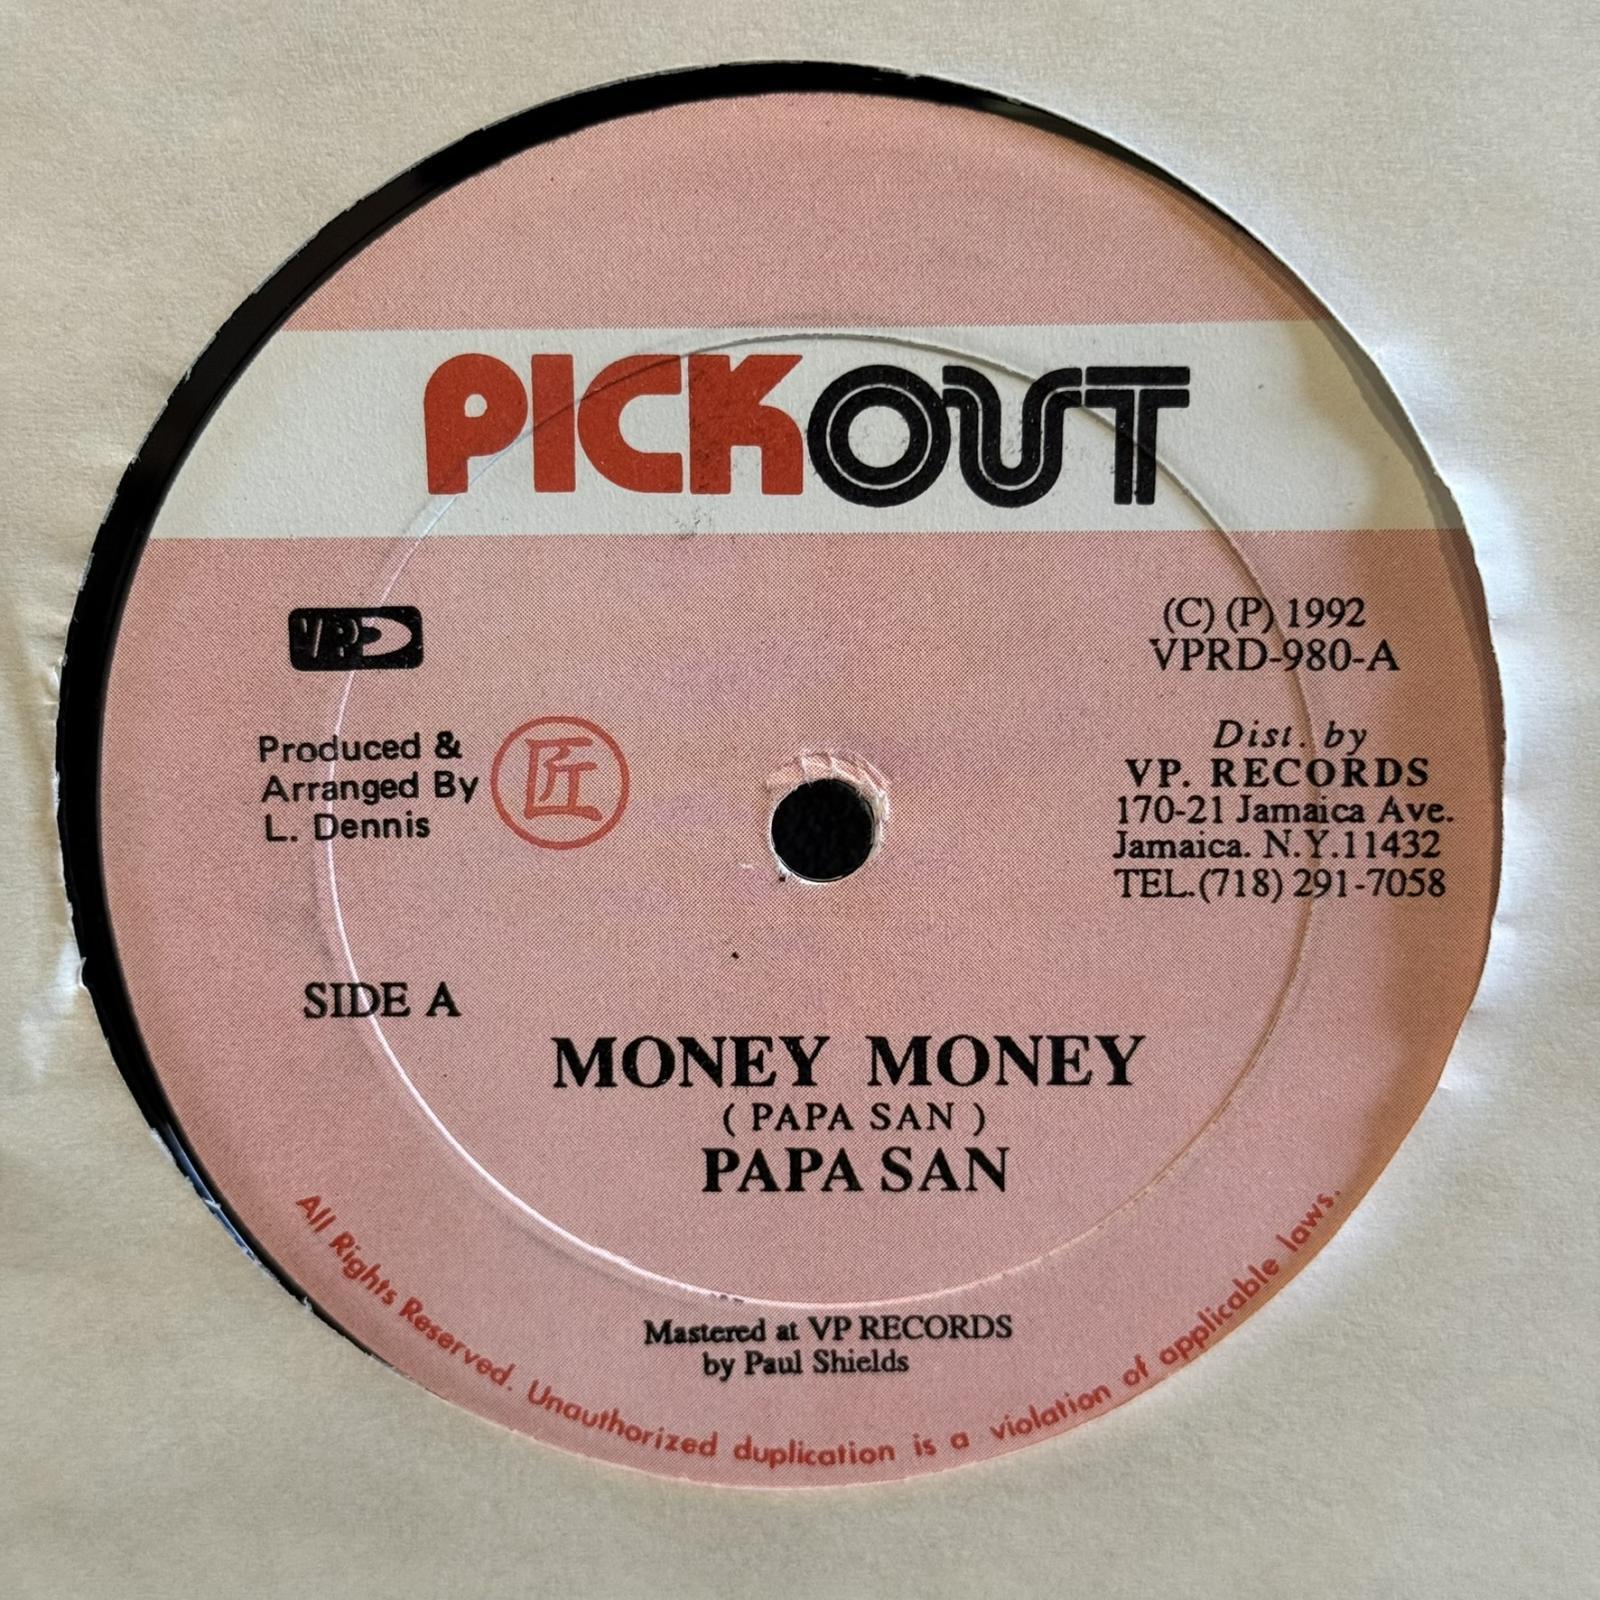 PICKOUT
VP
(C) (P) 1992
VPRD-980-A
Produced &
Arranged By
L. Dennis
匠
Dist. by
VP. RECORDS
170-21 Jamaica Ave.
Jamaica. N.Y.11432
TEL.(718) 291-7058
SIDE A
MONEY MONEY
( PAPA SAN )
PAPA SAN
Mastered at VP RECORDS
by Paul Shields
All Rights Reserved. Unauthorized duplication is a violation of applicable laws.